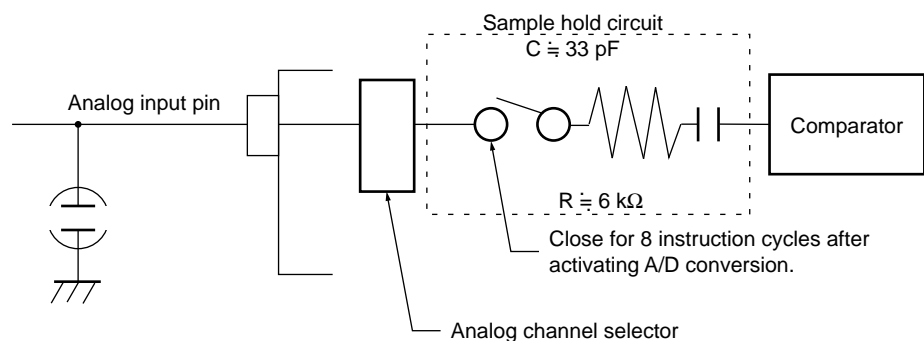 Sample hold circuit
C ≒ 33 pF
Analog input pin
Comparator
R ≒ 6 kΩ
Close for 8 instruction cycles after
activating A/D conversion.
Analog channel selector